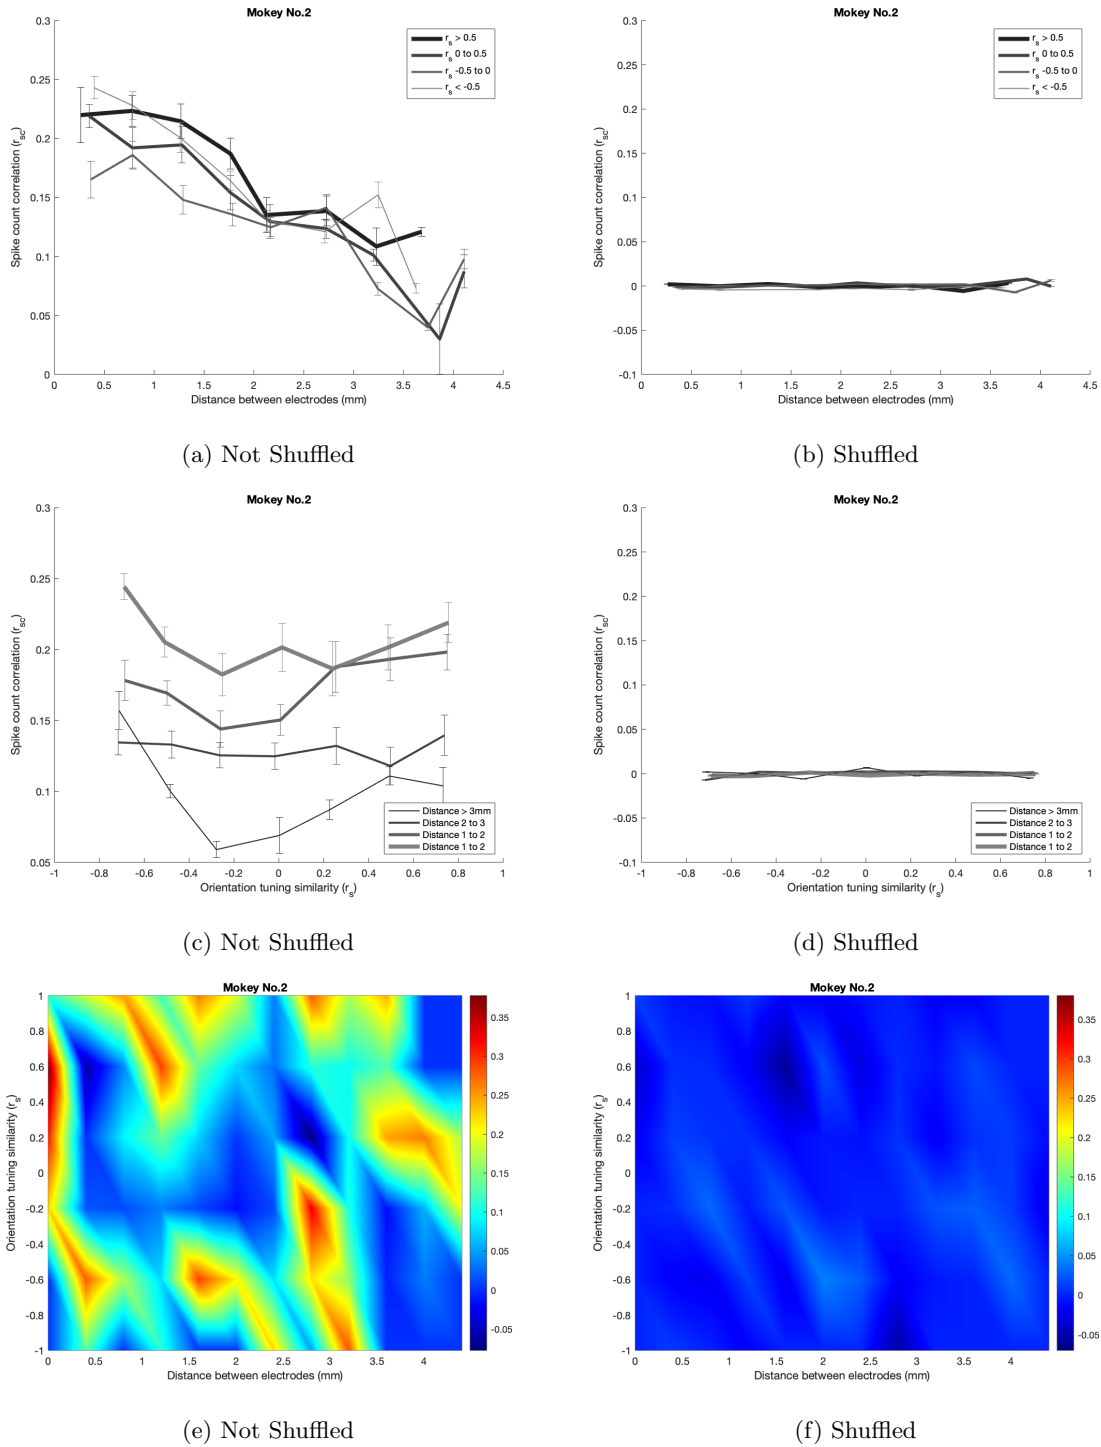 Mokey No.2
0.3
0.25
0.2
0.15
0.1
0.05
0
Spike count correlation (r_sc)
r_s > 0.5
r_s 0 to 0.5
r_s -0.5 to 0
r_s < -0.5
0 0.5 1 1.5 2 2.5 3 3.5 4 4.5
Distance between electrodes (mm)
(a) Not Shuffled
Mokey No.2
0.3
0.25
0.2
0.15
0.1
0.05
0
-0.05
-0.1
Spike count correlation (r_sc)
r_s > 0.5
r_s 0 to 0.5
r_s -0.5 to 0
r_s < -0.5
0 0.5 1 1.5 2 2.5 3 3.5 4 4.5
Distance between electrodes (mm)
(b) Shuffled
Mokey No.2
0.3
0.25
0.2
0.15
0.1
0.05
Spike count correlation (r_sc)
Distance > 3mm
Distance 2 to 3
Distance 1 to 2
Distance 1 to 2
-1 -0.8 -0.6 -0.4 -0.2 0 0.2 0.4 0.6 0.8 1
Orientation tuning similarity (r_s)
(c) Not Shuffled
Mokey No.2
0.3
0.25
0.2
0.15
0.1
0.05
0
-0.05
-0.1
Spike count correlation (r_sc)
Distance > 3mm
Distance 2 to 3
Distance 1 to 2
Distance 1 to 2
-1 -0.8 -0.6 -0.4 -0.2 0 0.2 0.4 0.6 0.8 1
Orientation tuning similarity (r_s)
(d) Shuffled
Mokey No.2
1
0.8
0.6
0.4
0.2
0
-0.2
-0.4
-0.6
-0.8
-1
Orientation tuning similarity (r_s)
0 0.5 1 1.5 2 2.5 3 3.5 4
Distance between electrodes (mm)
0.35
0.3
0.25
0.2
0.15
0.1
0.05
0
-0.05
(e) Not Shuffled
Mokey No.2
1
0.8
0.6
0.4
0.2
0
-0.2
-0.4
-0.6
-0.8
-1
Orientation tuning similarity (r_s)
0 0.5 1 1.5 2 2.5 3 3.5 4
Distance between electrodes (mm)
0.35
0.3
0.25
0.2
0.15
0.1
0.05
0
-0.05
(f) Shuffled